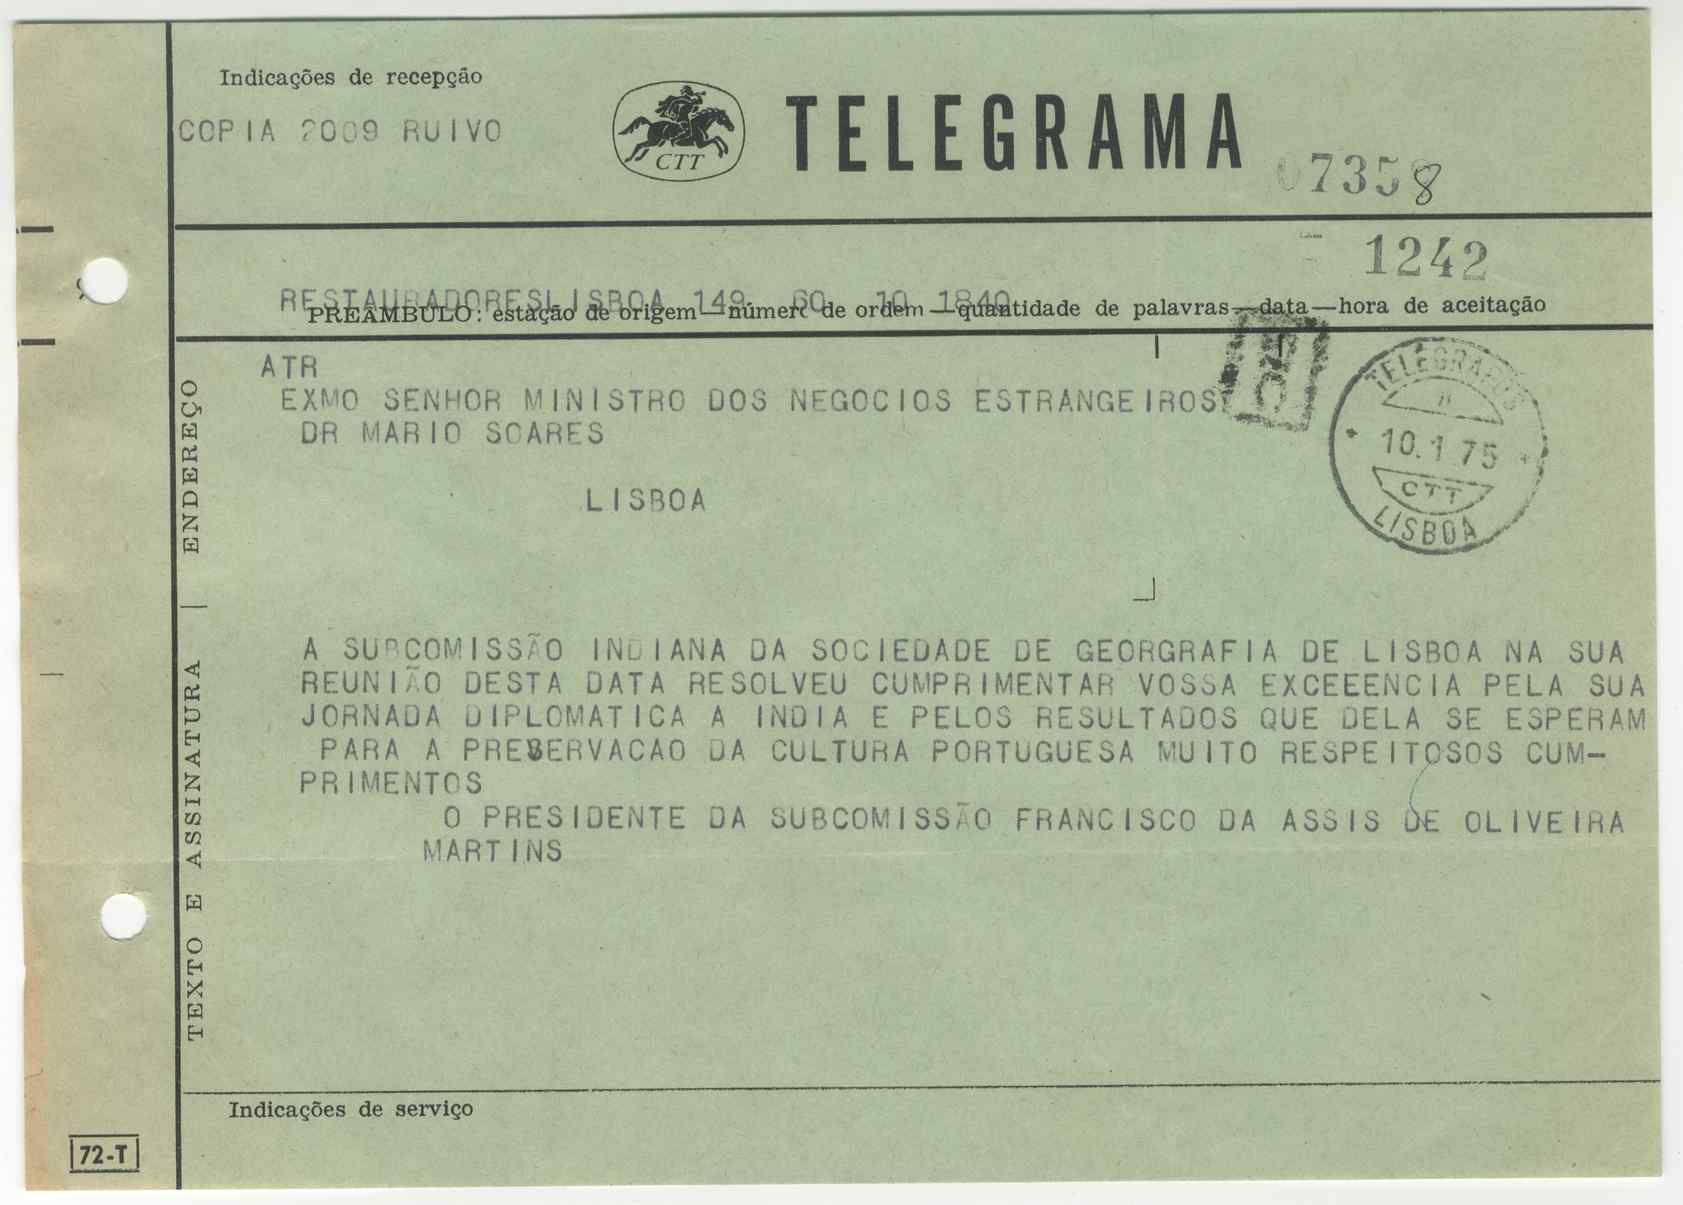 Indicações de recepção
COPIA 2009 RUIVO
CTT
TELEGRAMA
07358
1242
RESTAURADORESLISBOA 149 60 10 1840
PREÂMBULO: estação de origem—número de ordem—quantidade de palavras—data—hora de aceitação
ATR
EXMO SENHOR MINISTRO DOS NEGOCIOS ESTRANGEIROS
DR MARIO SOARES
LISBOA
TELEGRAFOS
10.1.75
CTT
LISBOA
ENDEREÇO
TEXTO E ASSINATURA
A SUBCOMISSÃO INDIANA DA SOCIEDADE DE GEORGRAFIA DE LISBOA NA SUA
REUNIÃO DESTA DATA RESOLVEU CUMPRIMENTAR VOSSA EXCEEENCIA PELA SUA
JORNADA DIPLOMATICA A INDIA E PELOS RESULTADOS QUE DELA SE ESPERAM
PARA A PRESERVACAO DA CULTURA PORTUGUESA MUITO RESPEITOSOS CUM-
PRIMENTOS
O PRESIDENTE DA SUBCOMISSÃO FRANCISCO DA ASSIS DE OLIVEIRA
MARTINS
Indicações de serviço
72-T